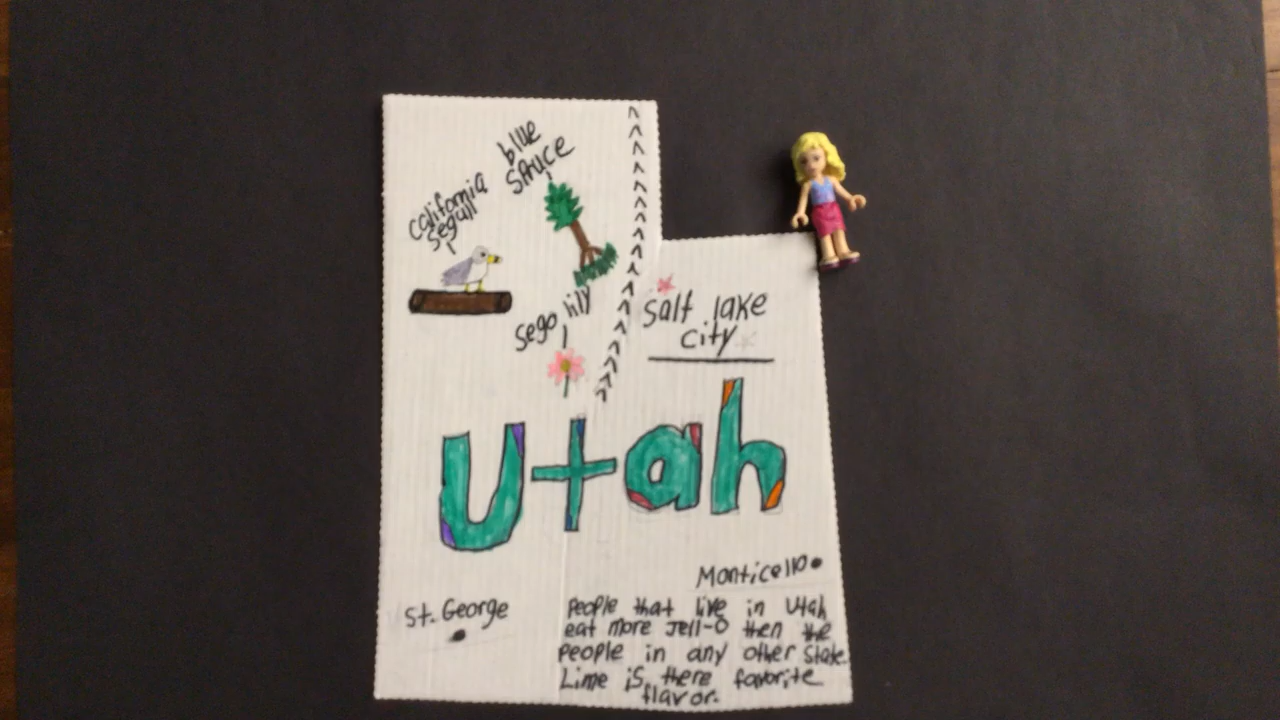 blue
spruce
california
segull
sego lily
salt lake
city
Utah
Monticello
St. George
People that live in Utah
eat more Jell-O then the
people in any other state.
Lime is there favorite
flavor.